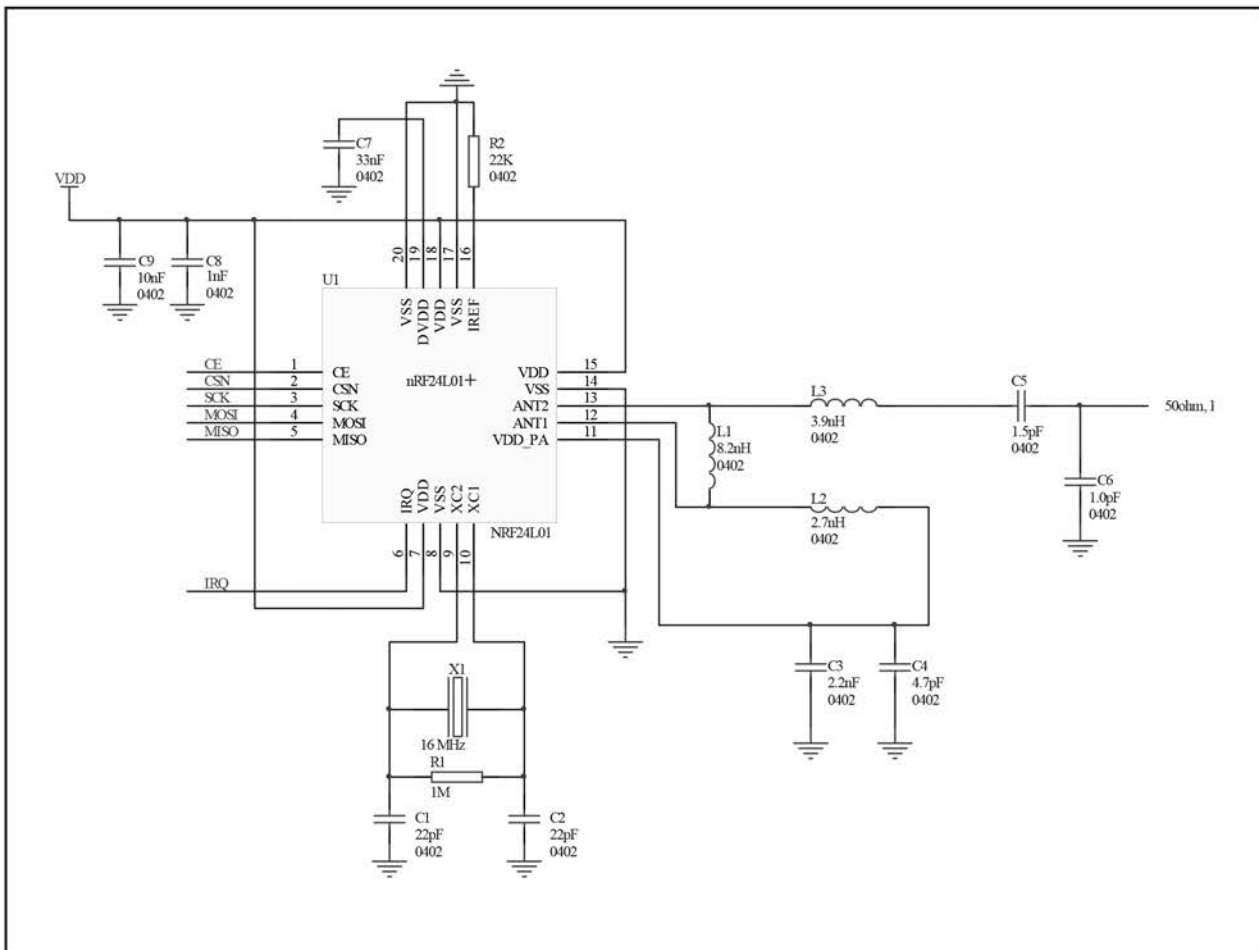 C7
33nF
0402
R2
22K
0402
VDD
C9
10nF
0402
C8
1nF
0402
20
19
18
17
16
U1
VSS
DVDD
VDD
VSS
IREF
CE
CSN
SCK
MOSI
MISO
1
2
3
4
5
CE
CSN
SCK
MOSI
MISO
nRF24L01+
VDD
VSS
ANT2
ANT1
VDD_PA
15
14
13
12
11
IRQ
VDD
VSS
XC2
XC1
NRF24L01
6
7
8
9
10
IRQ
L1
8.2nH
0402
L3
3.9nH
0402
C5
1.5pF
0402
50ohm, 1
C6
1.0pF
0402
L2
2.7nH
0402
C3
2.2nF
0402
C4
4.7pF
0402
X1
16 MHz
R1
1M
C1
22pF
0402
C2
22pF
0402